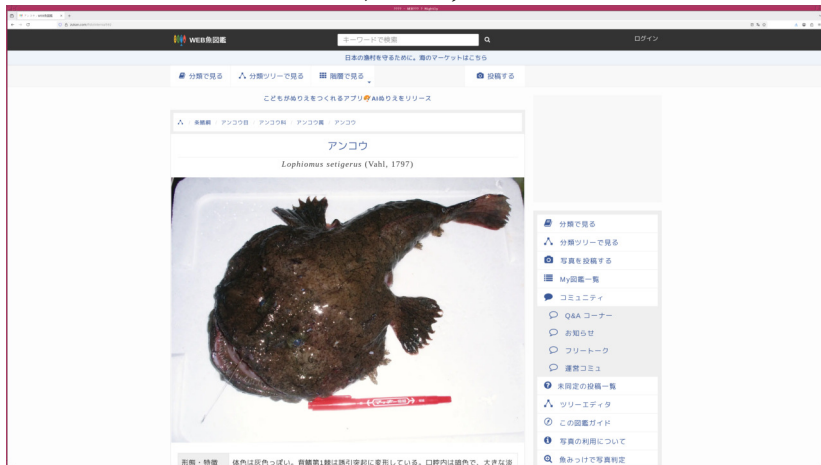 WEB魚図鑑
キーワードで検索
ログイン
日本の漁村を守るために。海のマーケットはこちら
分類で見る
分類ツリーで見る
階層で見る
投稿する
こどもがぬりえをつくれるアプリ🎨AIぬりえをリリース
条鰭綱 アンコウ目 アンコウ科 アンコウ属 アンコウ
アンコウ
Lophiomus setigerus (Vahl, 1797)
形態・特徴
体色は灰色っぽい。背鰭第1棘は誘引突起に変形している。口腔内は暗色で、大きな淡
分類で見る
分類ツリーで見る
写真を投稿する
My図鑑一覧
コミュニティ
Q&A コーナー
お知らせ
フリートーク
運営コミュ
未同定の投稿一覧
ツリーエディタ
この図鑑ガイド
写真の利用について
魚みっけで写真判定